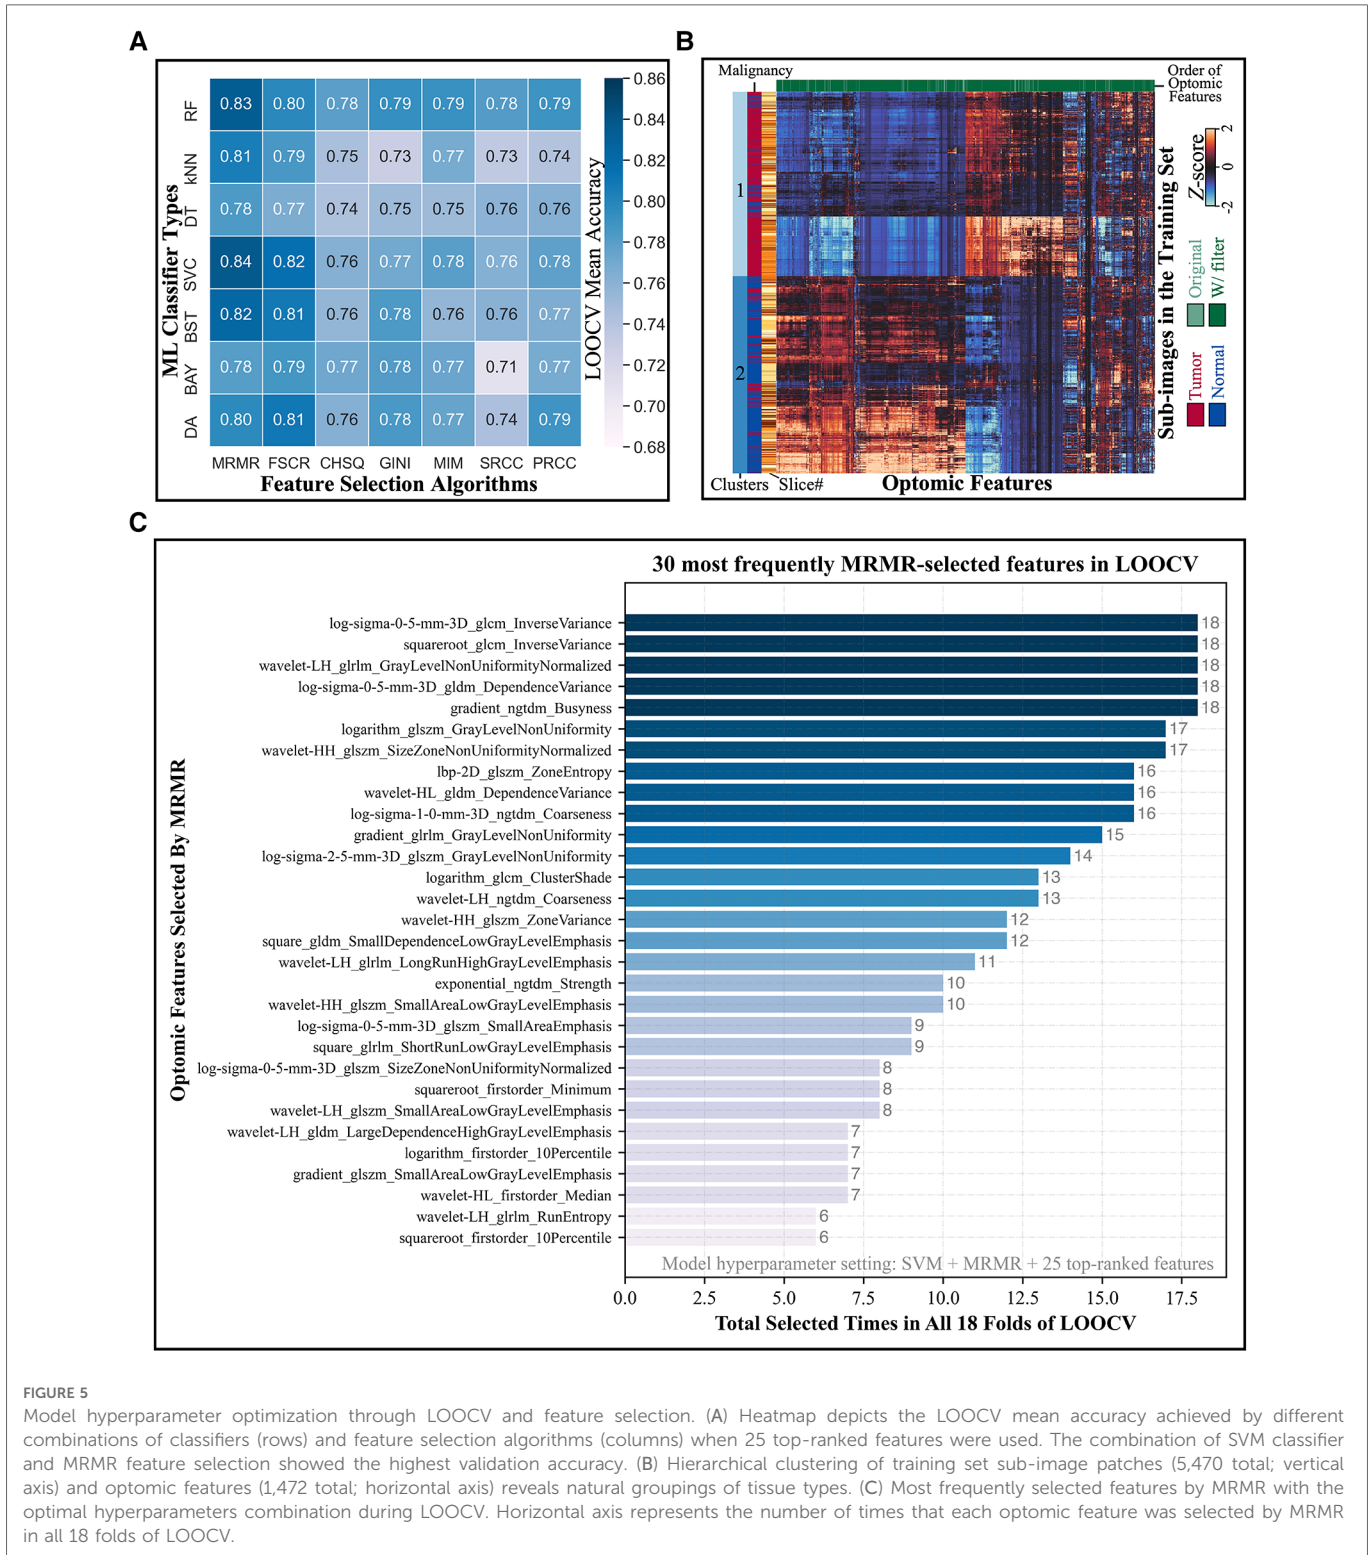 A
RF
kNN
DT
SVC
BST
BAY
DA
ML Classifier Types
0.83 0.80 0.78 0.79 0.79 0.78 0.79
0.81 0.79 0.75 0.73 0.77 0.73 0.74
0.78 0.77 0.74 0.75 0.75 0.76 0.76
0.84 0.82 0.76 0.77 0.78 0.76 0.78
0.82 0.81 0.76 0.78 0.76 0.76 0.77
0.78 0.79 0.77 0.78 0.77 0.71 0.77
0.80 0.81 0.76 0.78 0.77 0.74 0.79
MRMR FSCR CHSQ GINI MIM SRCC PRCC
Feature Selection Algorithms
LOOCV Mean Accuracy
0.86
0.84
0.82
0.80
0.78
0.76
0.74
0.72
0.70
0.68
B
Malignancy
Order of
Optomic
Features
1
2
Clusters Slice#
Optomic Features
Sub-images in the Training Set
Z-score
2
0
-2
Original
W/ filter
Tumor
Normal
C
30 most frequently MRMR-selected features in LOOCV
Optomic Features Selected By MRMR
log-sigma-0-5-mm-3D_glcm_InverseVariance 18
squareroot_glcm_InverseVariance 18
wavelet-LH_glrlm_GrayLevelNonUniformityNormalized 18
log-sigma-0-5-mm-3D_gldm_DependenceVariance 18
gradient_ngtdm_Busyness 18
logarithm_glszm_GrayLevelNonUniformity 17
wavelet-HH_glszm_SizeZoneNonUniformityNormalized 17
lbp-2D_glszm_ZoneEntropy 16
wavelet-HL_gldm_DependenceVariance 16
log-sigma-1-0-mm-3D_ngtdm_Coarseness 16
gradient_glrlm_GrayLevelNonUniformity 15
log-sigma-2-5-mm-3D_glszm_GrayLevelNonUniformity 14
logarithm_glcm_ClusterShade 13
wavelet-LH_ngtdm_Coarseness 13
wavelet-HH_glszm_ZoneVariance 12
square_gldm_SmallDependenceLowGrayLevelEmphasis 12
wavelet-LH_glrlm_LongRunHighGrayLevelEmphasis 11
exponential_ngtdm_Strength 10
wavelet-HH_glszm_SmallAreaLowGrayLevelEmphasis 10
log-sigma-0-5-mm-3D_glszm_SmallAreaEmphasis 9
square_glrlm_ShortRunLowGrayLevelEmphasis 9
log-sigma-0-5-mm-3D_glszm_SizeZoneNonUniformityNormalized 8
squareroot_firstorder_Minimum 8
wavelet-LH_glszm_SmallAreaLowGrayLevelEmphasis 8
wavelet-LH_gldm_LargeDependenceHighGrayLevelEmphasis 7
logarithm_firstorder_10Percentile 7
gradient_glszm_SmallAreaLowGrayLevelEmphasis 7
wavelet-HL_firstorder_Median 7
wavelet-LH_glrlm_RunEntropy 6
squareroot_firstorder_10Percentile 6
Model hyperparameter setting: SVM + MRMR + 25 top-ranked features
0.0 2.5 5.0 7.5 10.0 12.5 15.0 17.5
Total Selected Times in All 18 Folds of LOOCV
FIGURE 5
Model hyperparameter optimization through LOOCV and feature selection. (A) Heatmap depicts the LOOCV mean accuracy achieved by different
combinations of classifiers (rows) and feature selection algorithms (columns) when 25 top-ranked features were used. The combination of SVM classifier
and MRMR feature selection showed the highest validation accuracy. (B) Hierarchical clustering of training set sub-image patches (5,470 total; vertical
axis) and optomic features (1,472 total; horizontal axis) reveals natural groupings of tissue types. (C) Most frequently selected features by MRMR with the
optimal hyperparameters combination during LOOCV. Horizontal axis represents the number of times that each optomic feature was selected by MRMR
in all 18 folds of LOOCV.